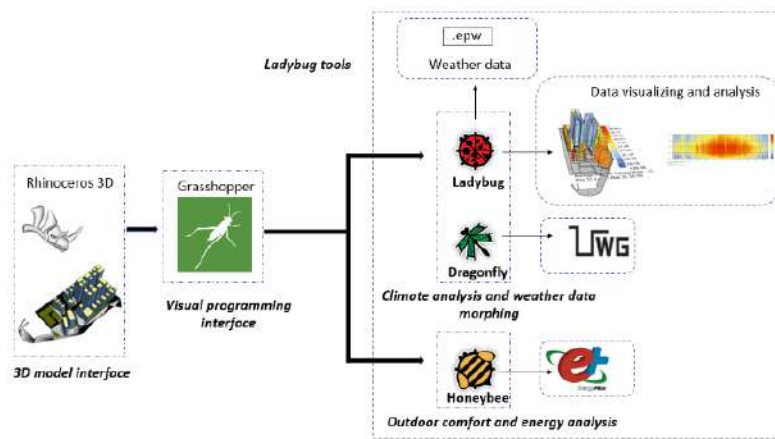 Ladybug tools
.epw
Weather data
Data visualizing and analysis
Rhinoceros 3D
Grasshopper
Ladybug
UWG
Dragonfly
Visual programming
interface
Climate analysis and weather data
morphing
3D model interface
Honeybee
Outdoor comfort and energy analysis